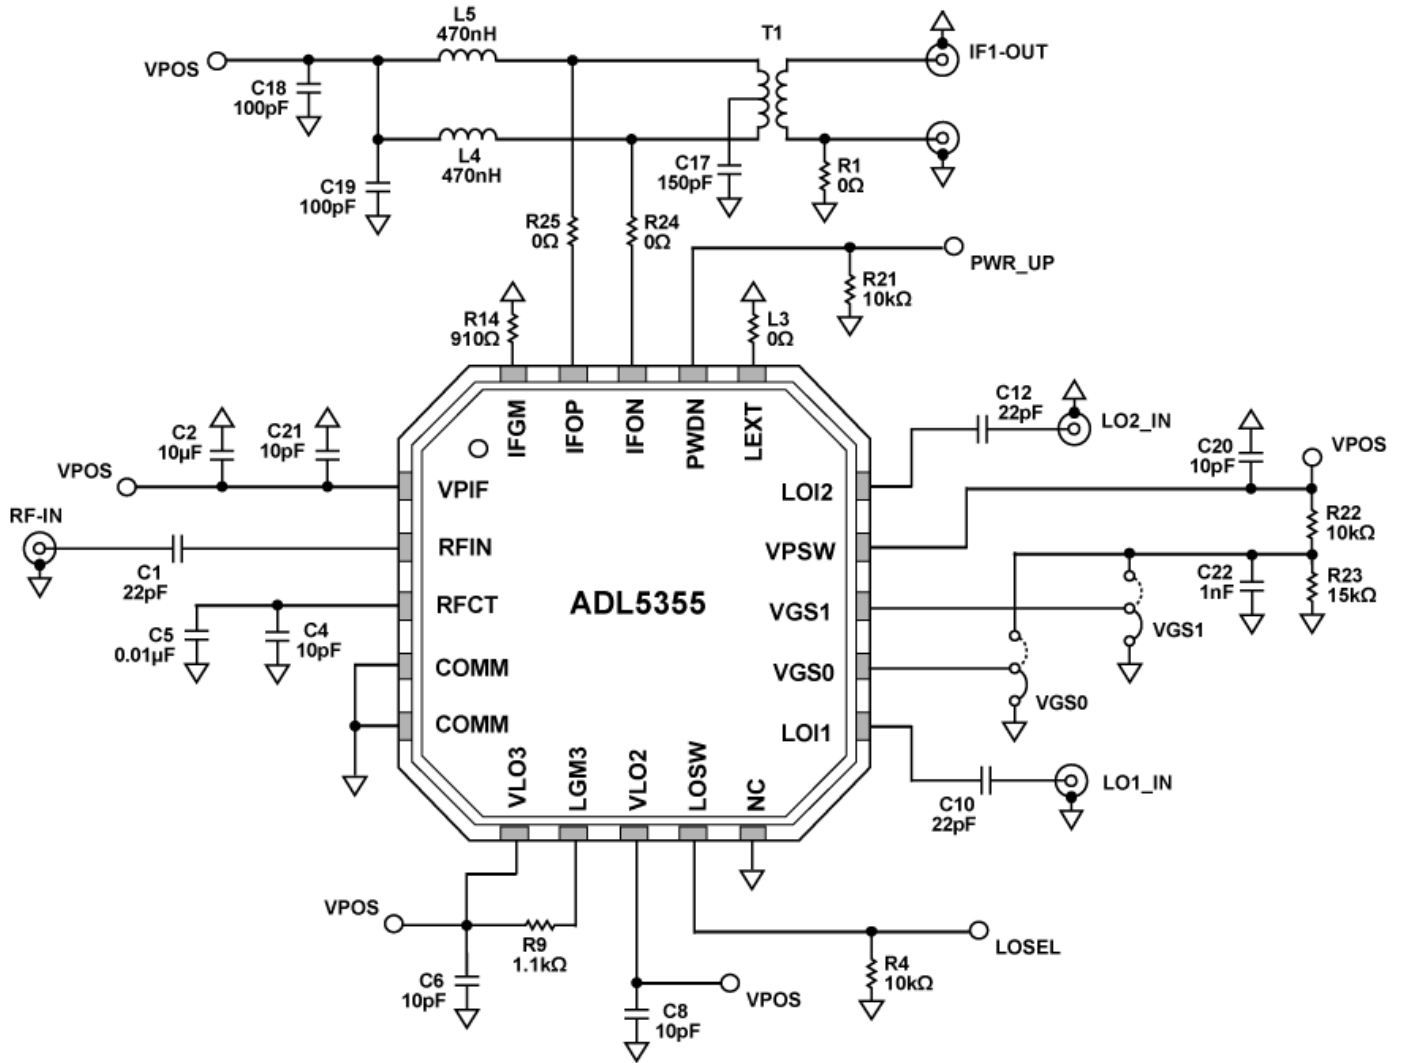 L5
470nH
T1
IF1-OUT
VPOS
C18
100pF
L4
470nH
C17
150pF
R1
0Ω
C19
100pF
R25
0Ω
R24
0Ω
PWR_UP
R21
10kΩ
R14
910Ω
L3
0Ω
C12
22pF
LO2_IN
C2
10µF
C21
10pF
C20
10pF
VPOS
VPOS
IFGM
IFOP
IFON
PWDN
LEXT
VPIF
LOI2
RF-IN
R22
10kΩ
RFIN
VPSW
C1
22pF
C22
1nF
R23
15kΩ
RFCT
ADL5355
VGS1
VGS1
C5
0.01µF
C4
10pF
COMM
VGS0
VGS0
COMM
LOI1
VLO3
LGM3
VLO2
LOSW
NC
LO1_IN
C10
22pF
VPOS
R9
1.1kΩ
LOSEL
R4
10kΩ
C6
10pF
VPOS
C8
10pF